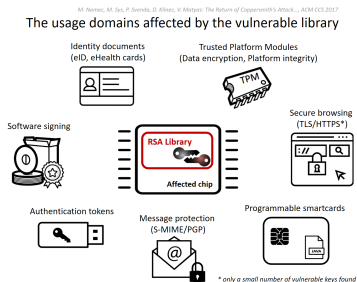 M. Nemec, M. Sys, P. Svenda, D. Klinec, V. Matyas: The Return of Coppersmith's Attack..., ACM CCS 2017
The usage domains affected by the vulnerable library
Identity documents
(eID, eHealth cards)
Trusted Platform Modules
(Data encryption, Platform integrity)
TPM
Software signing
Secure browsing
(TLS/HTTPS*)
://
RSA Library
Affected chip
Authentication tokens
Message protection
(S-MIME/PGP)
@
Programmable smartcards
JAVA
* only a small number of vulnerable keys found